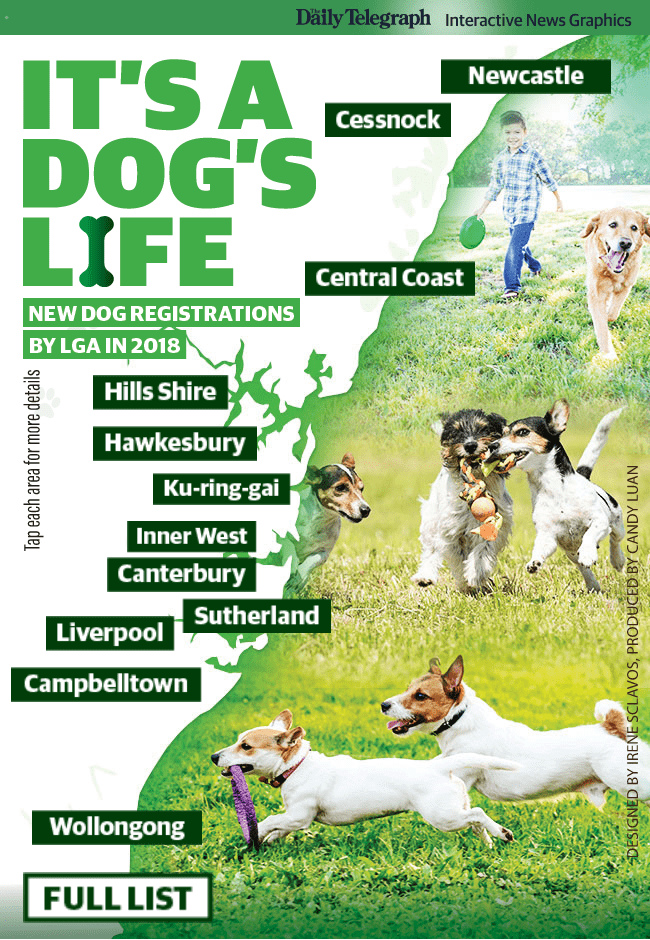 The Daily Telegraph Interactive News Graphics
IT'S A
DOG'S
LIFE
NEW DOG REGISTRATIONS
BY LGA IN 2018
Tap each area for more details
Newcastle
Cessnock
Central Coast
Hills Shire
Hawkesbury
Ku-ring-gai
Inner West
Canterbury
Sutherland
Liverpool
Campbelltown
Wollongong
FULL LIST
DESIGNED BY IRENE SCLAVOS, PRODUCED BY CANDY LUAN